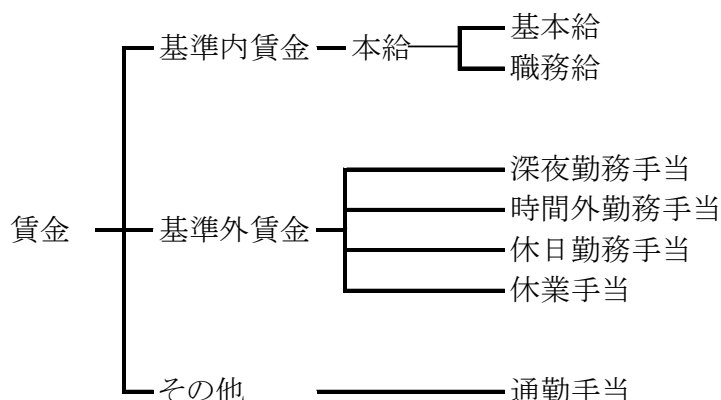 基準内賃金 本給 基本給
職務給
深夜勤務手当
時間外勤務手当
賃金 基準外賃金
休日勤務手当
休業手当
その他 通勤手当